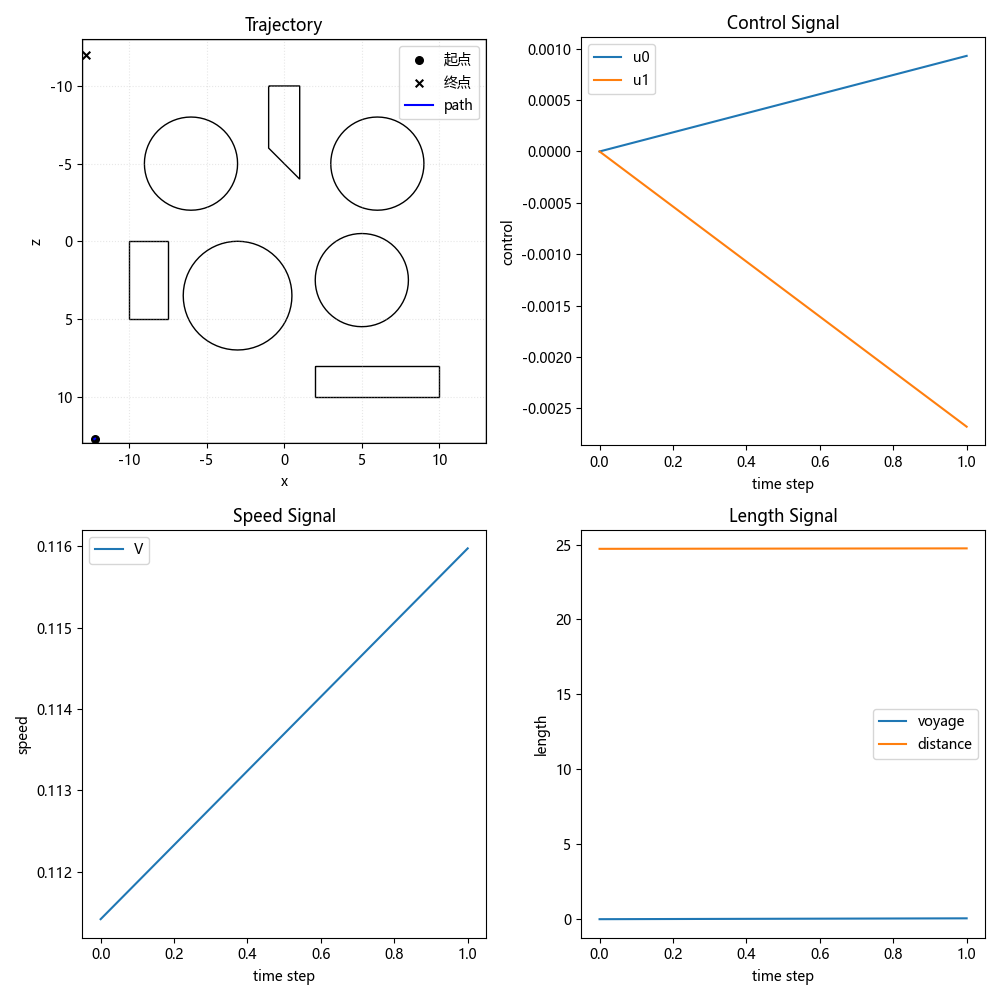 Trajectory
起点
终点
path
-10
-5
0
5
10
z
-10
-5
0
5
10
x
Control Signal
u0
u1
0.0010
0.0005
0.0000
-0.0005
-0.0010
-0.0015
-0.0020
-0.0025
control
0.0
0.2
0.4
0.6
0.8
1.0
time step
Speed Signal
V
0.116
0.115
0.114
0.113
0.112
speed
0.0
0.2
0.4
0.6
0.8
1.0
time step
Length Signal
25
20
15
10
5
0
length
voyage
distance
0.0
0.2
0.4
0.6
0.8
1.0
time step